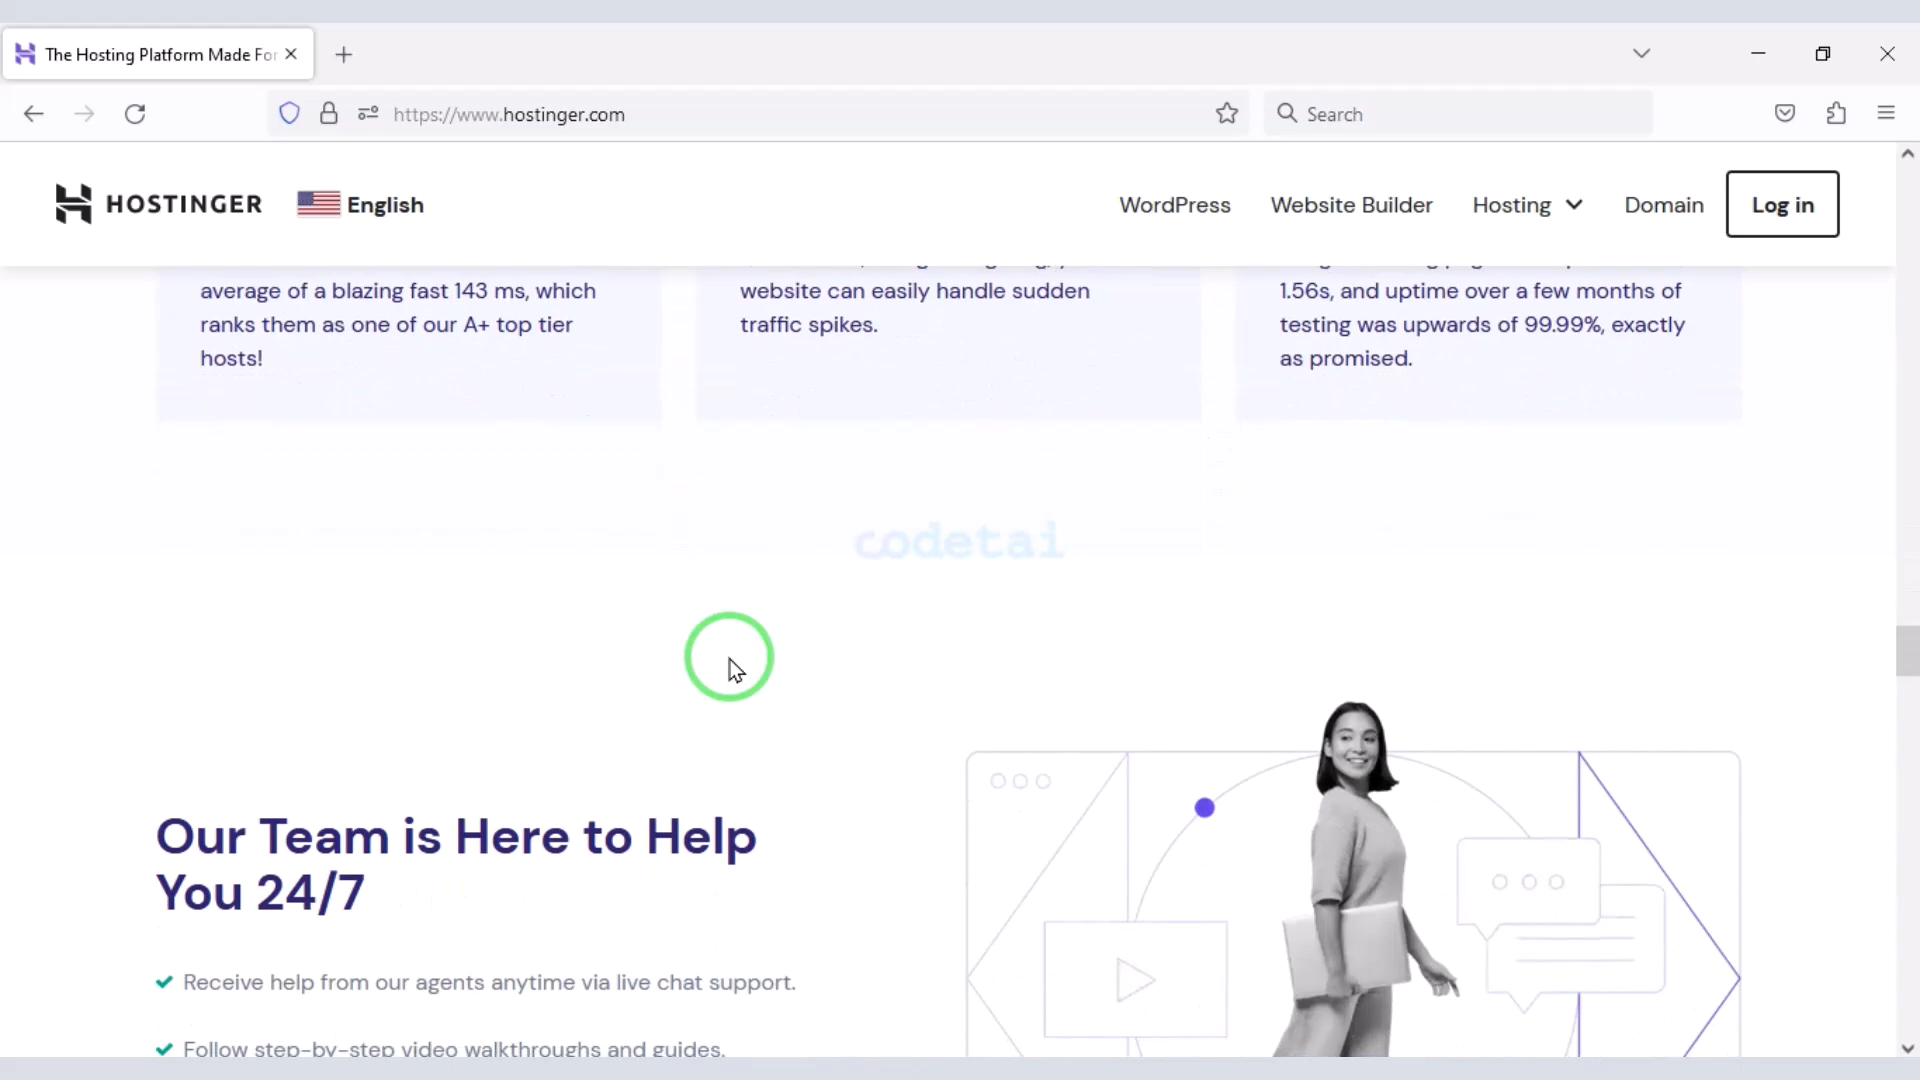 The Hosting Platform Made For
https://www.hostinger.com
Search
HOSTINGER
English
WordPress
Website Builder
Hosting
Domain
Log in
average of a blazing fast 143 ms, which
ranks them as one of our A+ top tier
hosts!
website can easily handle sudden
traffic spikes.
1.56s, and uptime over a few months of
testing was upwards of 99.99%, exactly
as promised.
codetai
Our Team is Here to Help
You 24/7
Receive help from our agents anytime via live chat support.
Follow step-by-step video walkthroughs and guides.